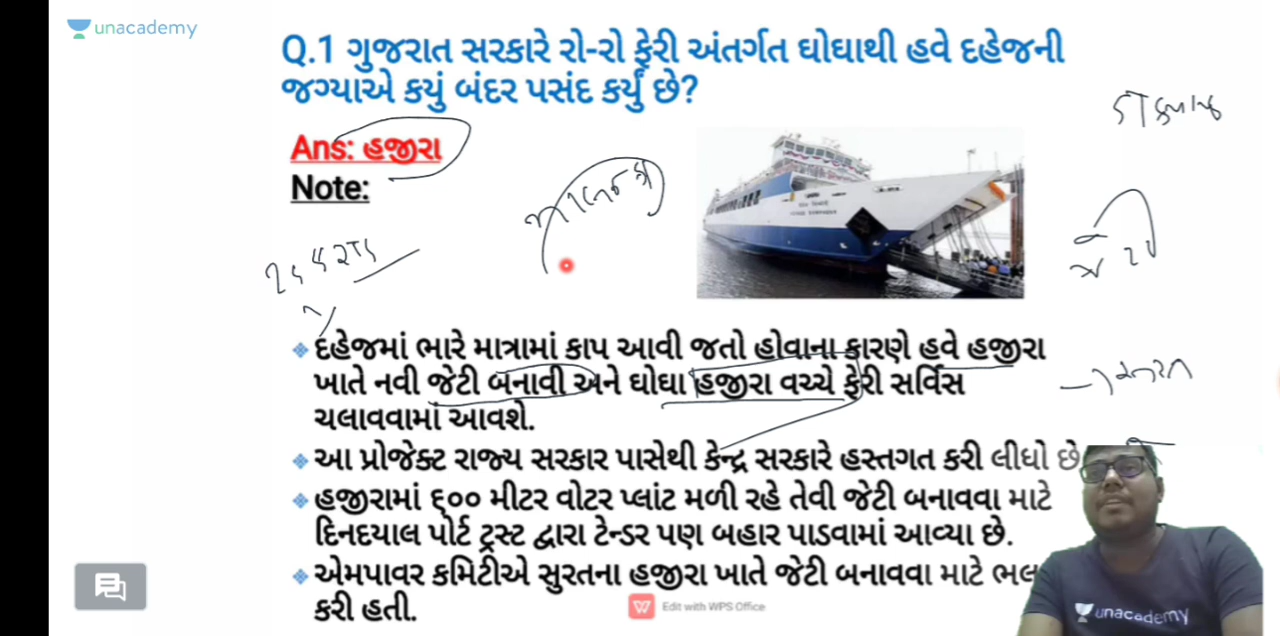 unacademy
Q.1 ગુજરાત સરકારે રો-રો ફેરી અંતર્ગત ઘોઘાથી હવે દહેજની
જગ્યાએ કયું બંદર પસંદ કર્યું છે?
Ans: હજીરા
Note:
દહેજમાં ભારે માત્રામાં કાપ આવી જતો હોવાના કારણે હવે હજીરા
ખાતે નવી જેટી બનાવી અને ઘોઘા હજીરા વચ્ચે ફેરી સર્વિસ
ચલાવવામાં આવશે.
આ પ્રોજેક્ટ રાજ્ય સરકાર પાસેથી કેન્દ્ર સરકારે હસ્તગત કરી લીધો છે
હજીરામાં ૬૦૦ મીટર વોટર પ્લાંટ મળી રહે તેવી જેટી બનાવવા માટે
દિનદયાલ પોર્ટ ટ્રસ્ટ દ્વારા ટેન્ડર પણ બહાર પાડવામાં આવ્યા છે.
એમપાવર કમિટીએ સુરતના હજીરા ખાતે જેટી બનાવવા માટે
કરી હતી.
Edit with WPS Office
unacademy